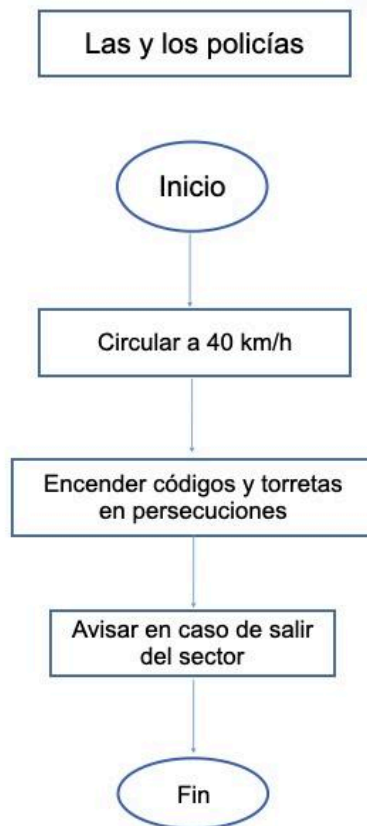 Las y los policías
Inicio
Circular a 40 km/h
Encender códigos y torretas
en persecuciones
Avisar en caso de salir
del sector
Fin